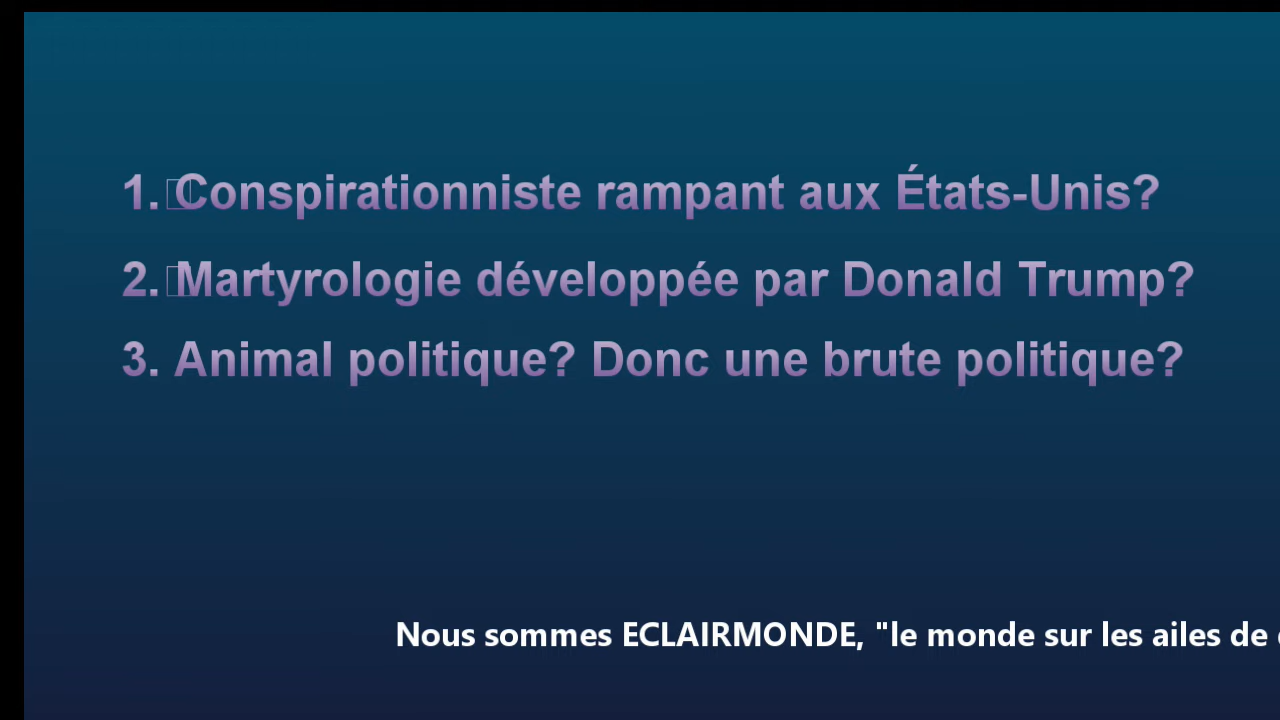 1. Conspirationniste rampant aux États-Unis?
2. Martyrologie développée par Donald Trump?
3. Animal politique? Donc une brute politique?
Nous sommes ECLAIRMONDE, "le monde sur les ailes de